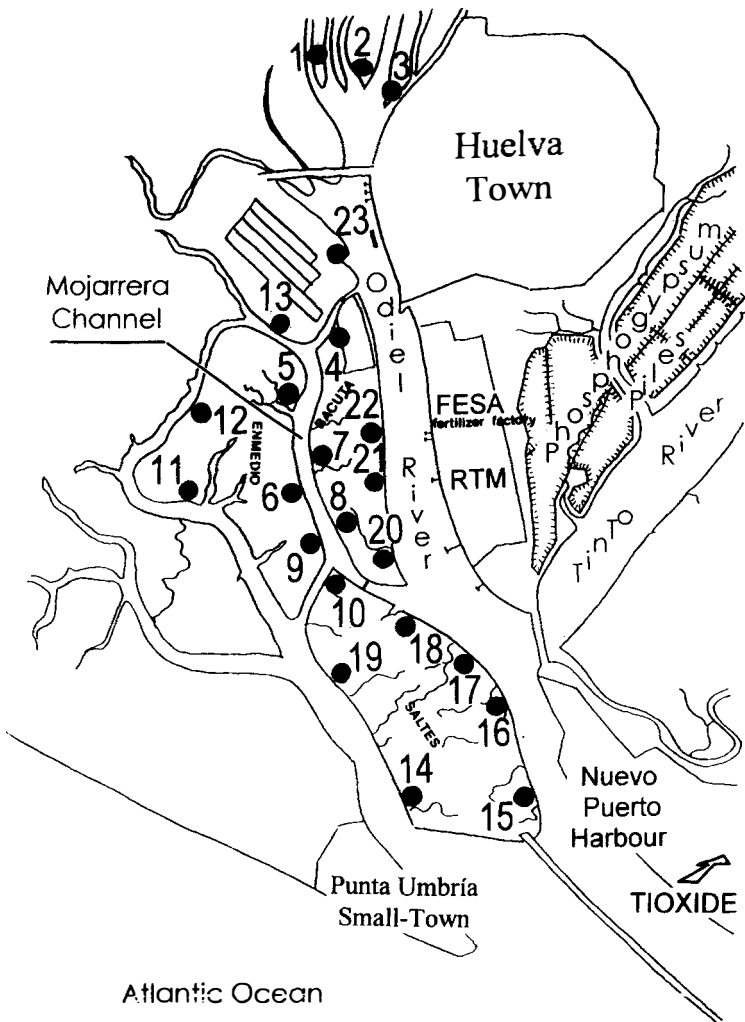 1
2
3
Huelva
Town
23
Mojarrera
Channel
13
Odiel
River
4
5
BACUTA
22
12
ENMEDIO
7
FESA
fertilizer factory
21
11
6
RTM
8
20
9
10
18
19
17
SALTES
16
14
15
Phosphogypsum
Piles
Tinto
River
Nuevo
Puerto
Harbour
TIOXIDE
Punta Umbría
Small-Town
Atlantic Ocean